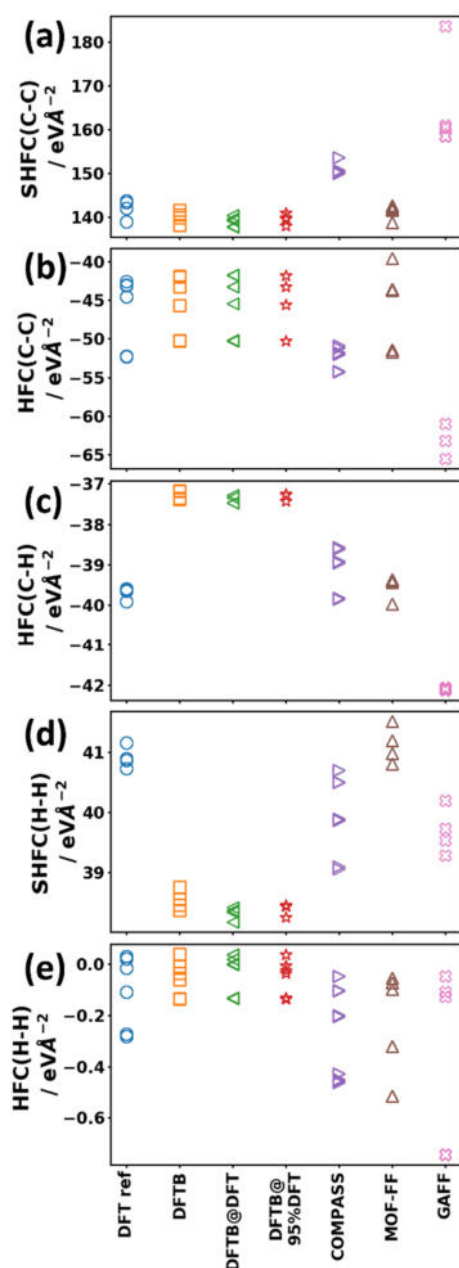 (a)
SHFC(C-C)
/ eVÅ⁻²
180
170
160
150
140
(b)
HFC(C-C)
/ eVÅ⁻²
−40
−45
−50
−55
−60
−65
(c)
HFC(C-H)
/ eVÅ⁻²
−37
−38
−39
−40
−41
−42
(d)
SHFC(H-H)
/ eVÅ⁻²
41
40
39
(e)
HFC(H-H)
/ eVÅ⁻²
0.0
−0.2
−0.4
−0.6
DFT ref
DFTB
DFTB@DFT
DFTB@
95%DFT
COMPASS
MOF-FF
GAFF